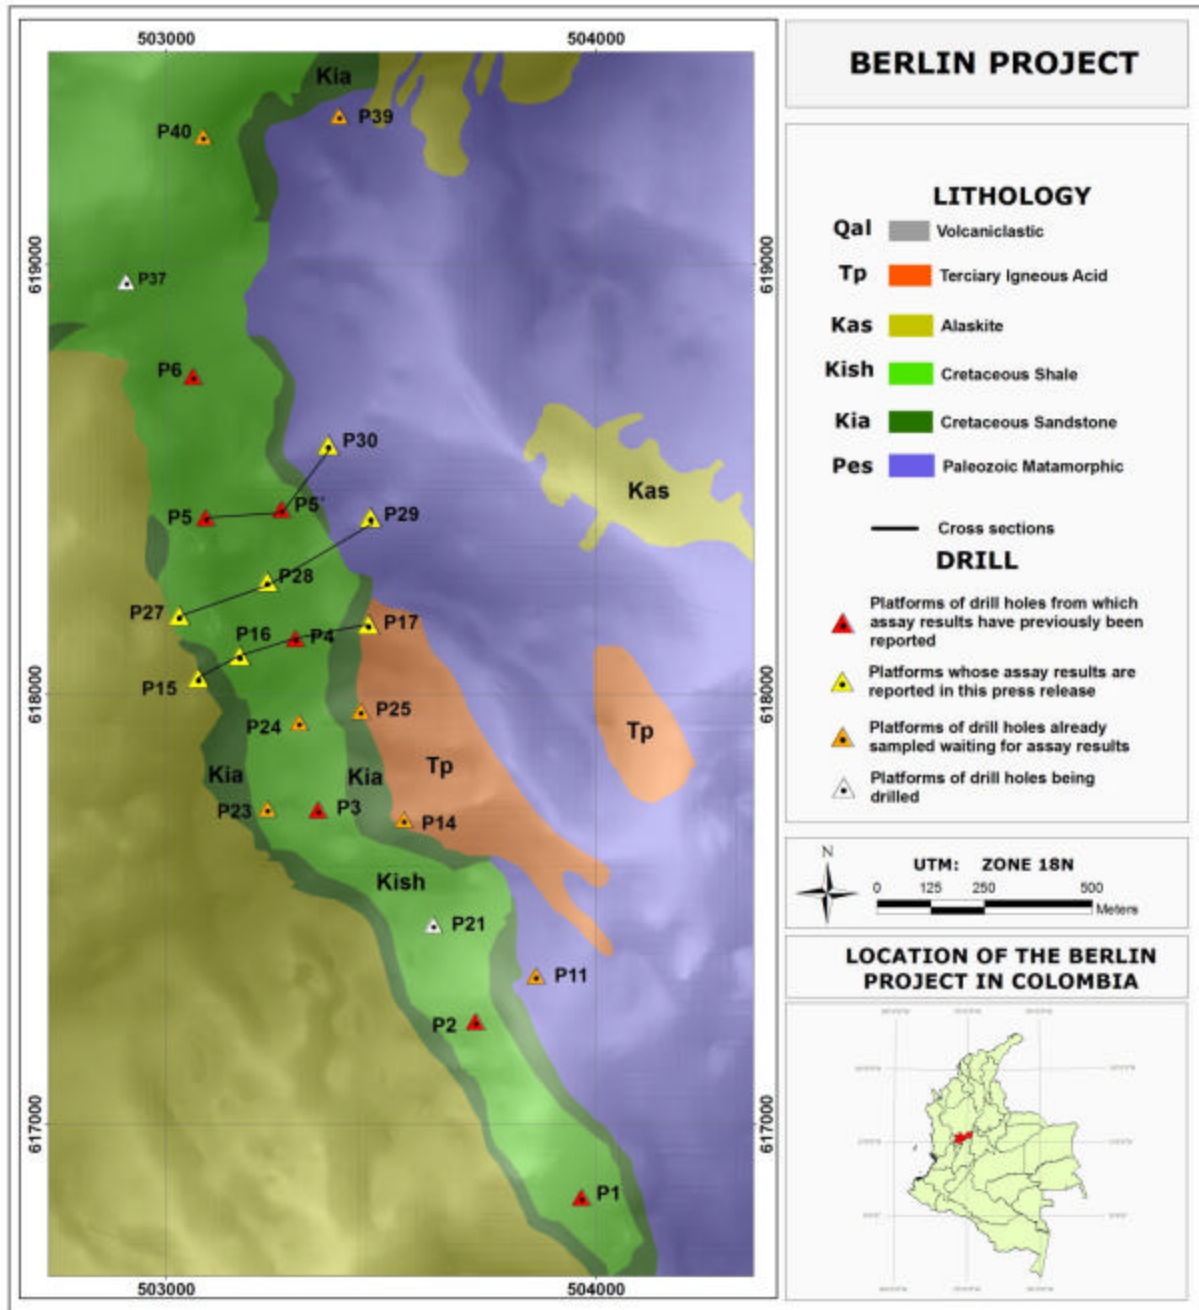 503000
504000
Kia
P39
P40
619000
619000
P37
P6
P30
Kas
P5
P5'
P29
P28
P27
P17
P16
P4
P15
618000
618000
P25
P24
Tp
Tp
Kia
Kia
P23
P3
P14
Kish
P21
P11
P2
617000
617000
P1
503000
504000
BERLIN PROJECT
LITHOLOGY
Qal Volcaniclastic
Tp Terciary Igneous Acid
Kas Alaskite
Kish Cretaceous Shale
Kia Cretaceous Sandstone
Pes Paleozoic Matamorphic
Cross sections
DRILL
Platforms of drill holes from which
assay results have previously been
reported
Platforms whose assay results are
reported in this press release
Platforms of drill holes already
sampled waiting for assay results
Platforms of drill holes being
drilled
N
UTM: ZONE 18N
0 125 250 500
Meters
LOCATION OF THE BERLIN
PROJECT IN COLOMBIA